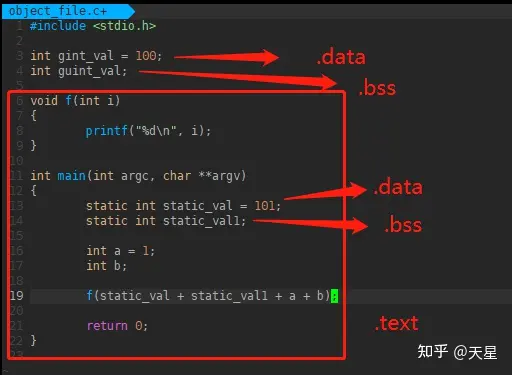 object_file.c+
1 #include <stdio.h>
2
3 int gint_val = 100;
.data
4 int guint_val;
.bss
5
6 void f(int i)
7 {
8 printf("%d\n", i);
9 }
10
11 int main(int argc, char **argv)
12 {
13 static int static_val = 101;
.data
14 static int static_val1;
.bss
15
16 int a = 1;
17 int b;
18
19 f(static_val + static_val1 + a + b);
20
21 return 0;
.text
22 }
23
知乎 @天星